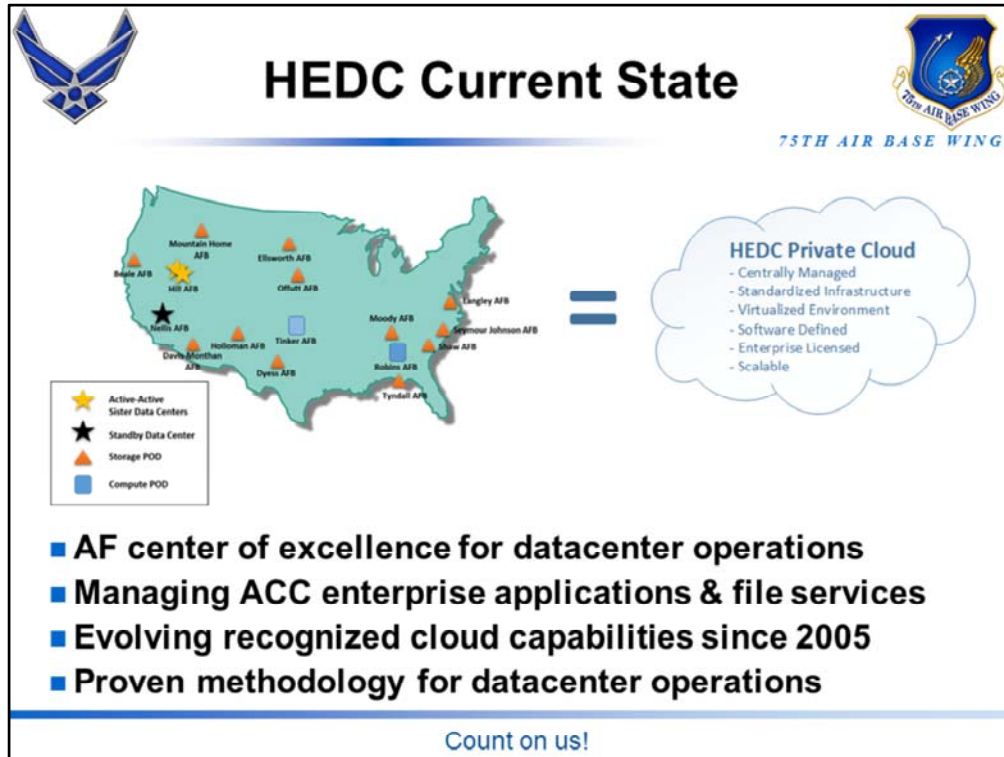 HEDC Current State
75TH AIR BASE WING
75TH AIR BASE WING
Mountain Home
AFB
Ellsworth AFB
Beale AFB
Hill AFB
Offutt AFB
Langley AFB
Nellis AFB
Moody AFB
Seymour Johnson AFB
Tinker AFB
Holloman AFB
Shaw AFB
Davis-Monthan
AFB
Dyess AFB
Robins AFB
Tyndall AFB
=
HEDC Private Cloud
- Centrally Managed
- Standardized Infrastructure
- Virtualized Environment
- Software Defined
- Enterprise Licensed
- Scalable
Active-Active
Sister Data Centers
Standby Data Center
Storage POD
Compute POD
AF center of excellence for datacenter operations
Managing ACC enterprise applications & file services
Evolving recognized cloud capabilities since 2005
Proven methodology for datacenter operations
Count on us!